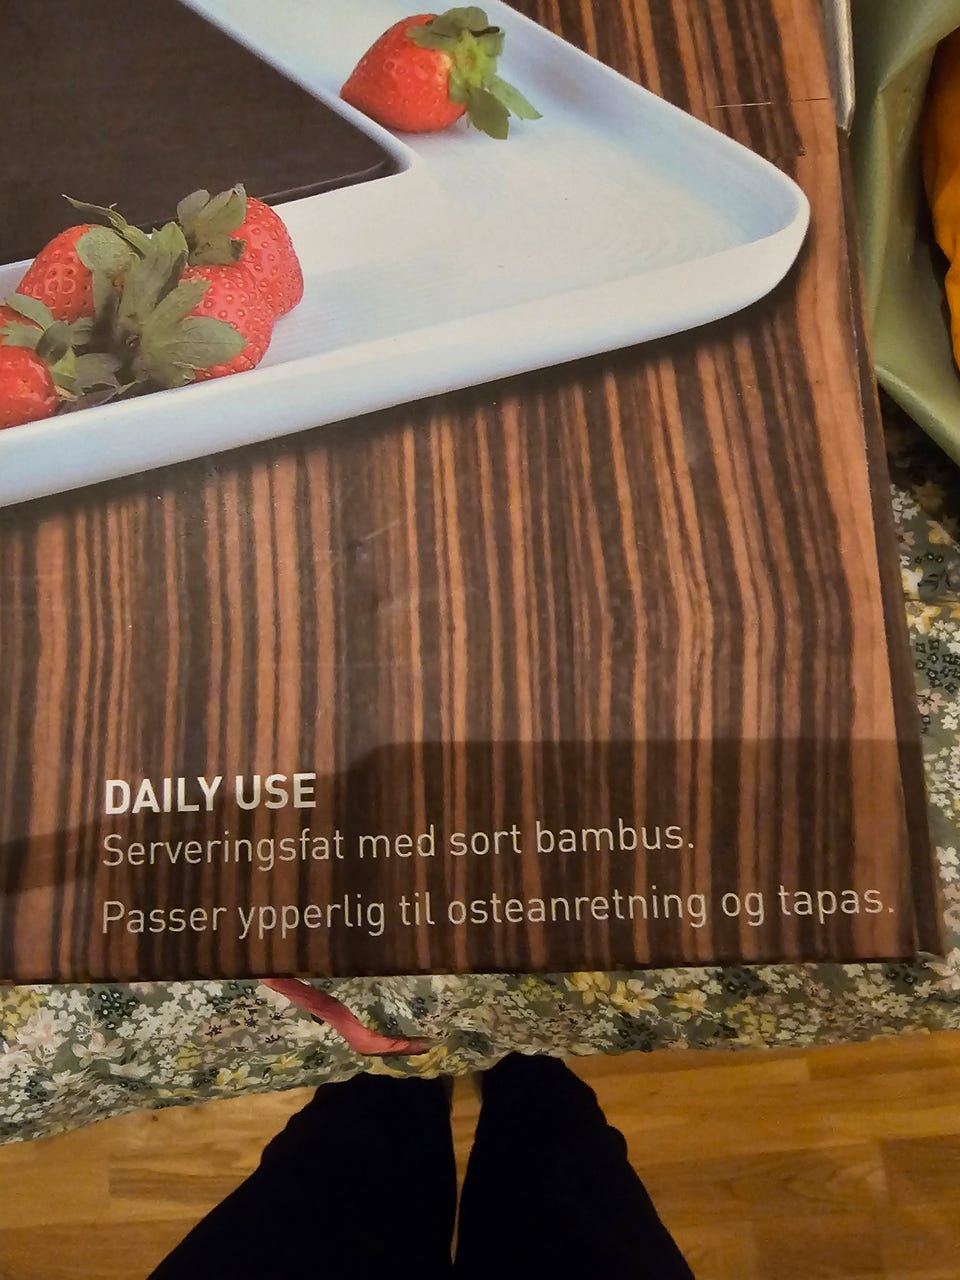 DAILY USE
Serveringsfat med sort bambus.
Passer ypperlig til osteanretning og tapas.